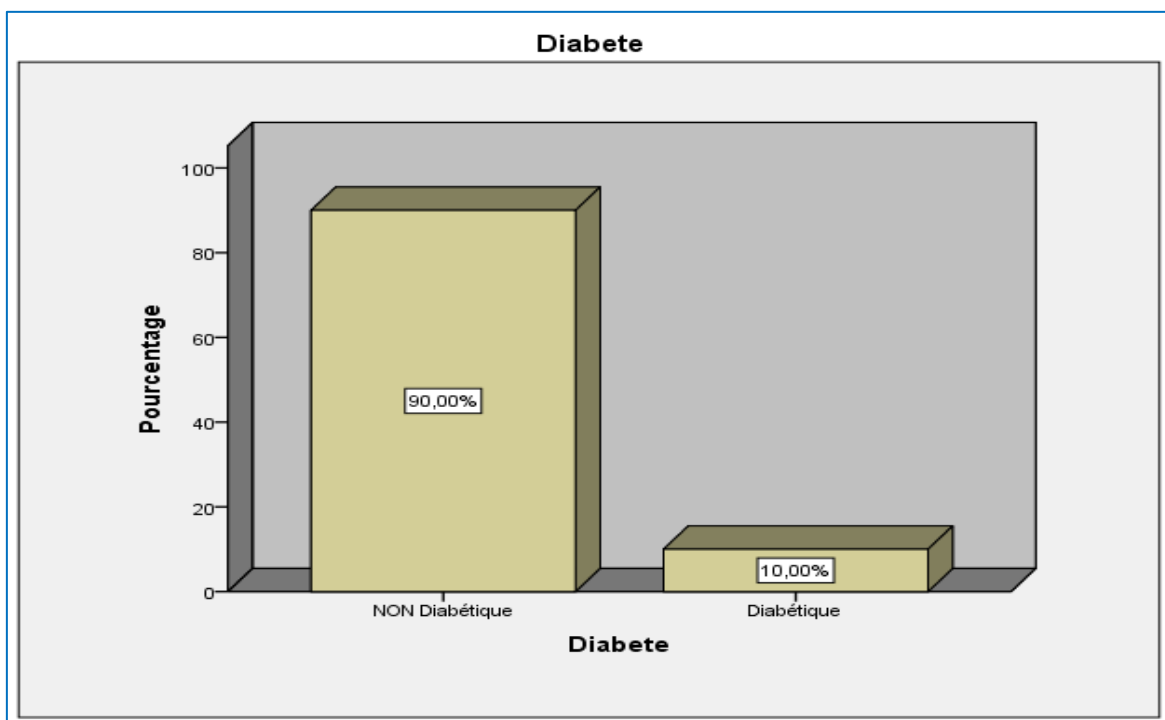 Diabete
Pourcentage
100
80
60
40
20
0
90,00%
10,00%
NON Diabétique
Diabétique
Diabete